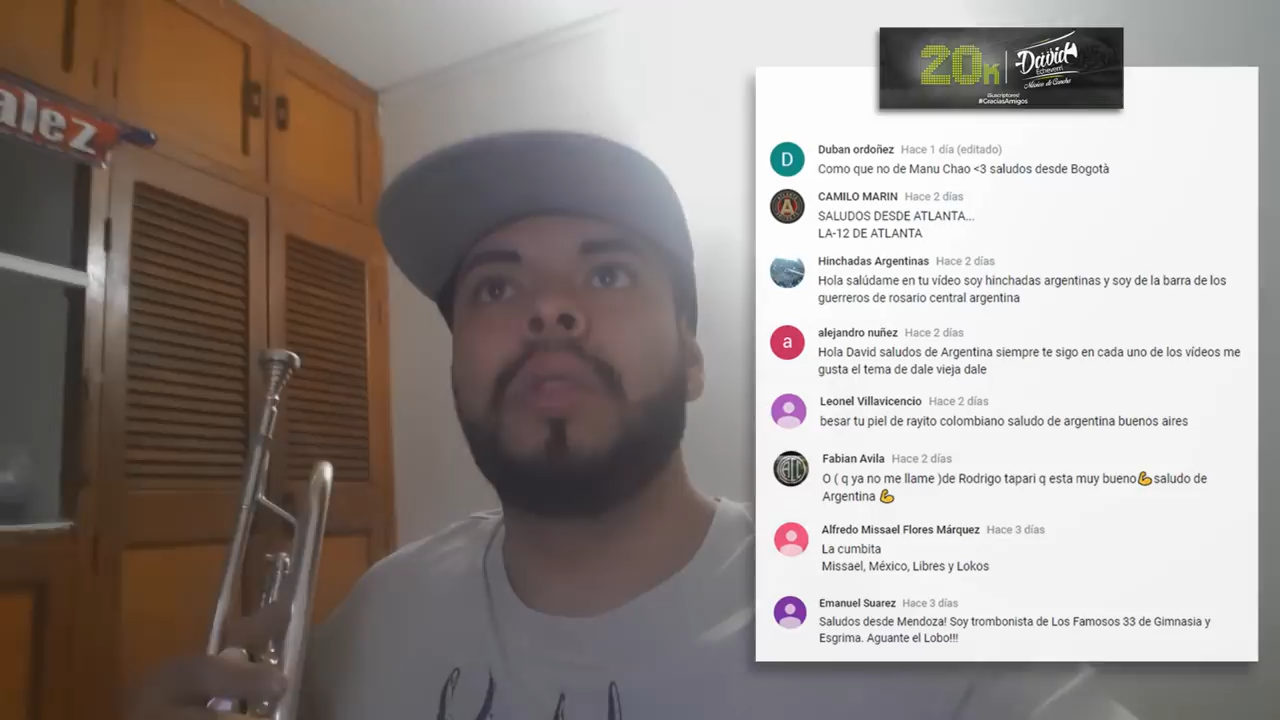 alez
20K
David
Echeverri
Músico de Cancha
¡Suscriptores!
#GraciasAmigos
Duban ordoñez Hace 1 día (editado)
Como que no de Manu Chao <3 saludos desde Bogotà
CAMILO MARIN Hace 2 días
SALUDOS DESDE ATLANTA...
LA-12 DE ATLANTA
Hinchadas Argentinas Hace 2 días
Hola salúdame en tu vídeo soy hinchadas argentinas y soy de la barra de los
guerreros de rosario central argentina
alejandro nuñez Hace 2 días
Hola David saludos de Argentina siempre te sigo en cada uno de los vídeos me
gusta el tema de dale vieja dale
Leonel Villavicencio Hace 2 días
besar tu piel de rayito colombiano saludo de argentina buenos aires
Fabian Avila Hace 2 días
O ( q ya no me llame )de Rodrigo tapari q esta muy bueno💪saludo de
Argentina 💪
Alfredo Missael Flores Márquez Hace 3 días
La cumbita
Missael, México, Libres y Lokos
Emanuel Suarez Hace 3 días
Saludos desde Mendoza! Soy trombonista de Los Famosos 33 de Gimnasia y
Esgrima. Aguante el Lobo!!!
D
A
a